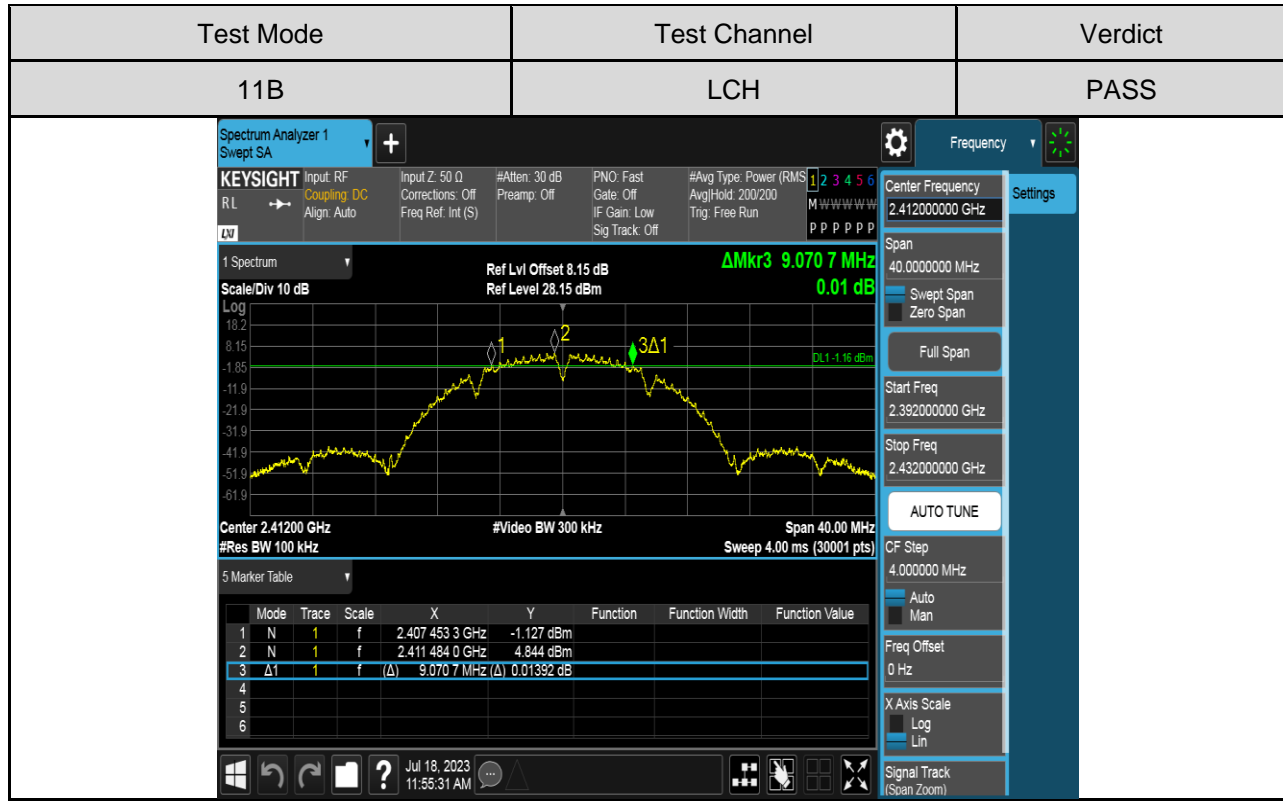 Test Mode Test Channel Verdict
11B LCH PASS
Spectrum Analyzer 1
Swept SA
+
Frequency
KEYSIGHT Input: RF Input Z: 50 Ω #Atten: 30 dB PNO: Fast #Avg Type: Power (RMS 1 2 3 4 5 6
RL Coupling: DC Corrections: Off Preamp: Off Gate: Off Avg|Hold: 200/200 M W W W W W
Align: Auto Freq Ref: Int (S) IF Gain: Low Trig: Free Run
LXI Sig Track: Off P P P P P P
1 Spectrum
Scale/Div 10 dB
Ref Lvl Offset 8.15 dB
Ref Level 28.15 dBm
ΔMkr3 9.070 7 MHz
0.01 dB
Log
18.2
8.15
-1.85
-11.9
-21.9
-31.9
-41.9
-51.9
-61.9
1
2
3Δ1
DL1 -1.16 dBm
Center 2.41200 GHz #Video BW 300 kHz Span 40.00 MHz
#Res BW 100 kHz Sweep 4.00 ms (30001 pts)
5 Marker Table
Mode Trace Scale X Y Function Function Width Function Value
1 N 1 f 2.407 453 3 GHz -1.127 dBm
2 N 1 f 2.411 484 0 GHz 4.844 dBm
3 Δ1 1 f (Δ) 9.070 7 MHz (Δ) 0.01392 dB
4
5
6
?
Jul 18, 2023
11:55:31 AM
Settings
Center Frequency
2.412000000 GHz
Span
40.0000000 MHz
Swept Span
Zero Span
Full Span
Start Freq
2.392000000 GHz
Stop Freq
2.432000000 GHz
AUTO TUNE
CF Step
4.000000 MHz
Auto
Man
Freq Offset
0 Hz
X Axis Scale
Log
Lin
Signal Track
(Span Zoom)